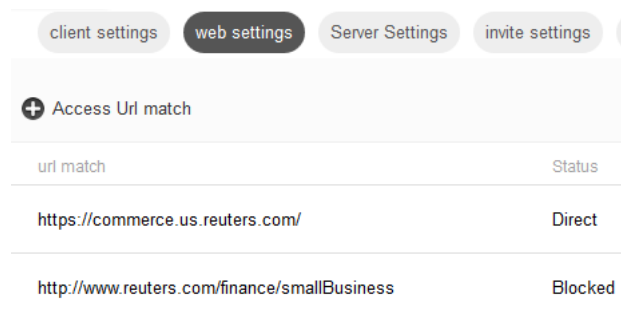 client settings web settings Server Settings invite settings
Access Url match
url match Status
https://commerce.us.reuters.com/ Direct
http://www.reuters.com/finance/smallBusiness Blocked